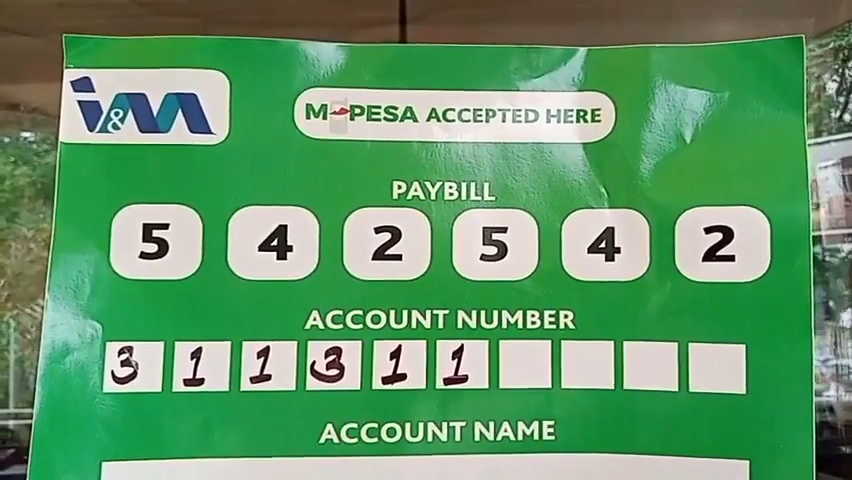 I&M
M-PESA ACCEPTED HERE
PAYBILL
5 4 2 5 4 2
ACCOUNT NUMBER
3 1 1 3 1 1
ACCOUNT NAME